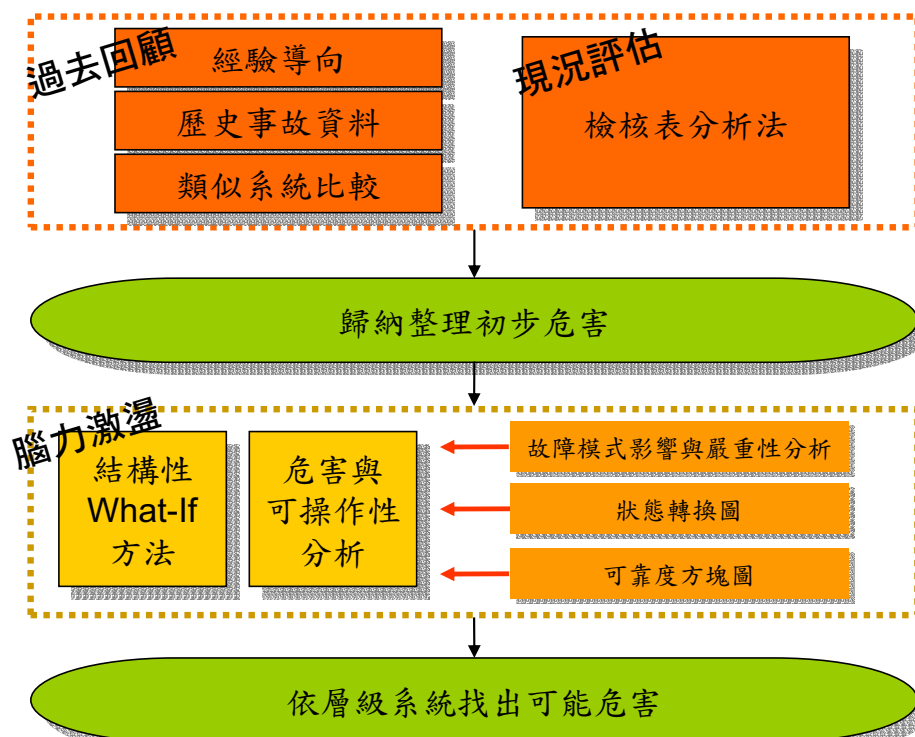 過去回顧
經驗導向
歷史事故資料
類似系統比較
現況評估
檢核表分析法
歸納整理初步危害
腦力激盪
結構性
What-If
方法
危害與
可操作性
分析
故障模式影響與嚴重性分析
狀態轉換圖
可靠度方塊圖
依層級系統找出可能危害